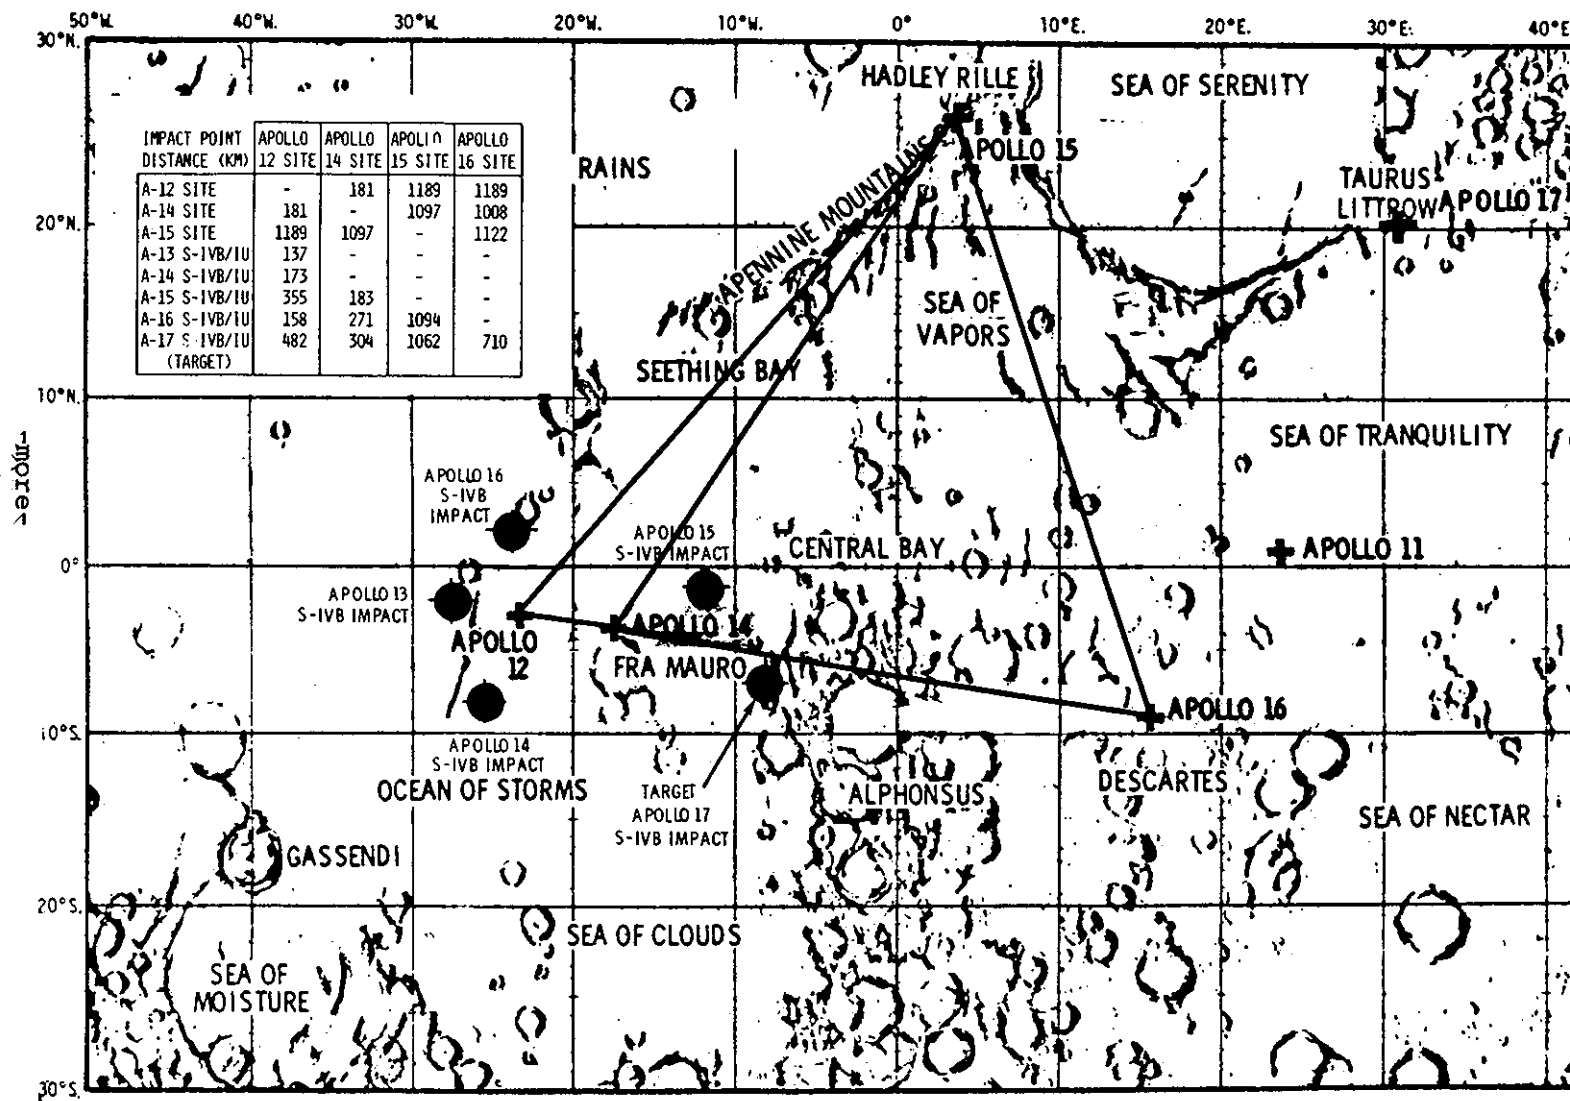 50°W. 40°W. 30°W. 20°W. 10°W. 0° 10°E. 20°E. 30°E. 40°E
30°N.
20°N.
10°N.
0°
10°S.
20°S.
30°S.
IMPACT POINT DISTANCE (KM) APOLLO 12 SITE APOLLO 14 SITE APOLLO 15 SITE APOLLO 16 SITE
A-12 SITE - 181 1189 1189
A-14 SITE 181 - 1097 1008
A-15 SITE 1189 1097 - 1122
A-13 S-IVB/IU 137 - - -
A-14 S-IVB/IU 173 - - -
A-15 S-IVB/IU 355 183 - -
A-16 S-IVB/IU 158 271 1094 -
A-17 S-IVB/IU 482 304 1062 710
(TARGET)
HADLEY RILLE
SEA OF SERENITY
RAINS
APENNINE MOUNTAINS
POLLO 15
TAURUS
LITTROW
APOLLO 17
SEA OF
VAPORS
SEETHING BAY
SEA OF TRANQUILITY
APOLLO 16
S-IVB
IMPACT
APOLLO 15
S-IVB IMPACT
CENTRAL BAY
APOLLO 11
APOLLO 13
S-IVB IMPACT
APOLLO
12
APOLLO 14
FRA MAURO
APOLLO 16
APOLLO 14
S-IVB IMPACT
OCEAN OF STORMS
TARGET
APOLLO 17
S-IVB IMPACT
ALPHONSUS
DESCARTES
SEA OF NECTAR
GASSENDI
SEA OF CLOUDS
SEA OF
MOISTURE